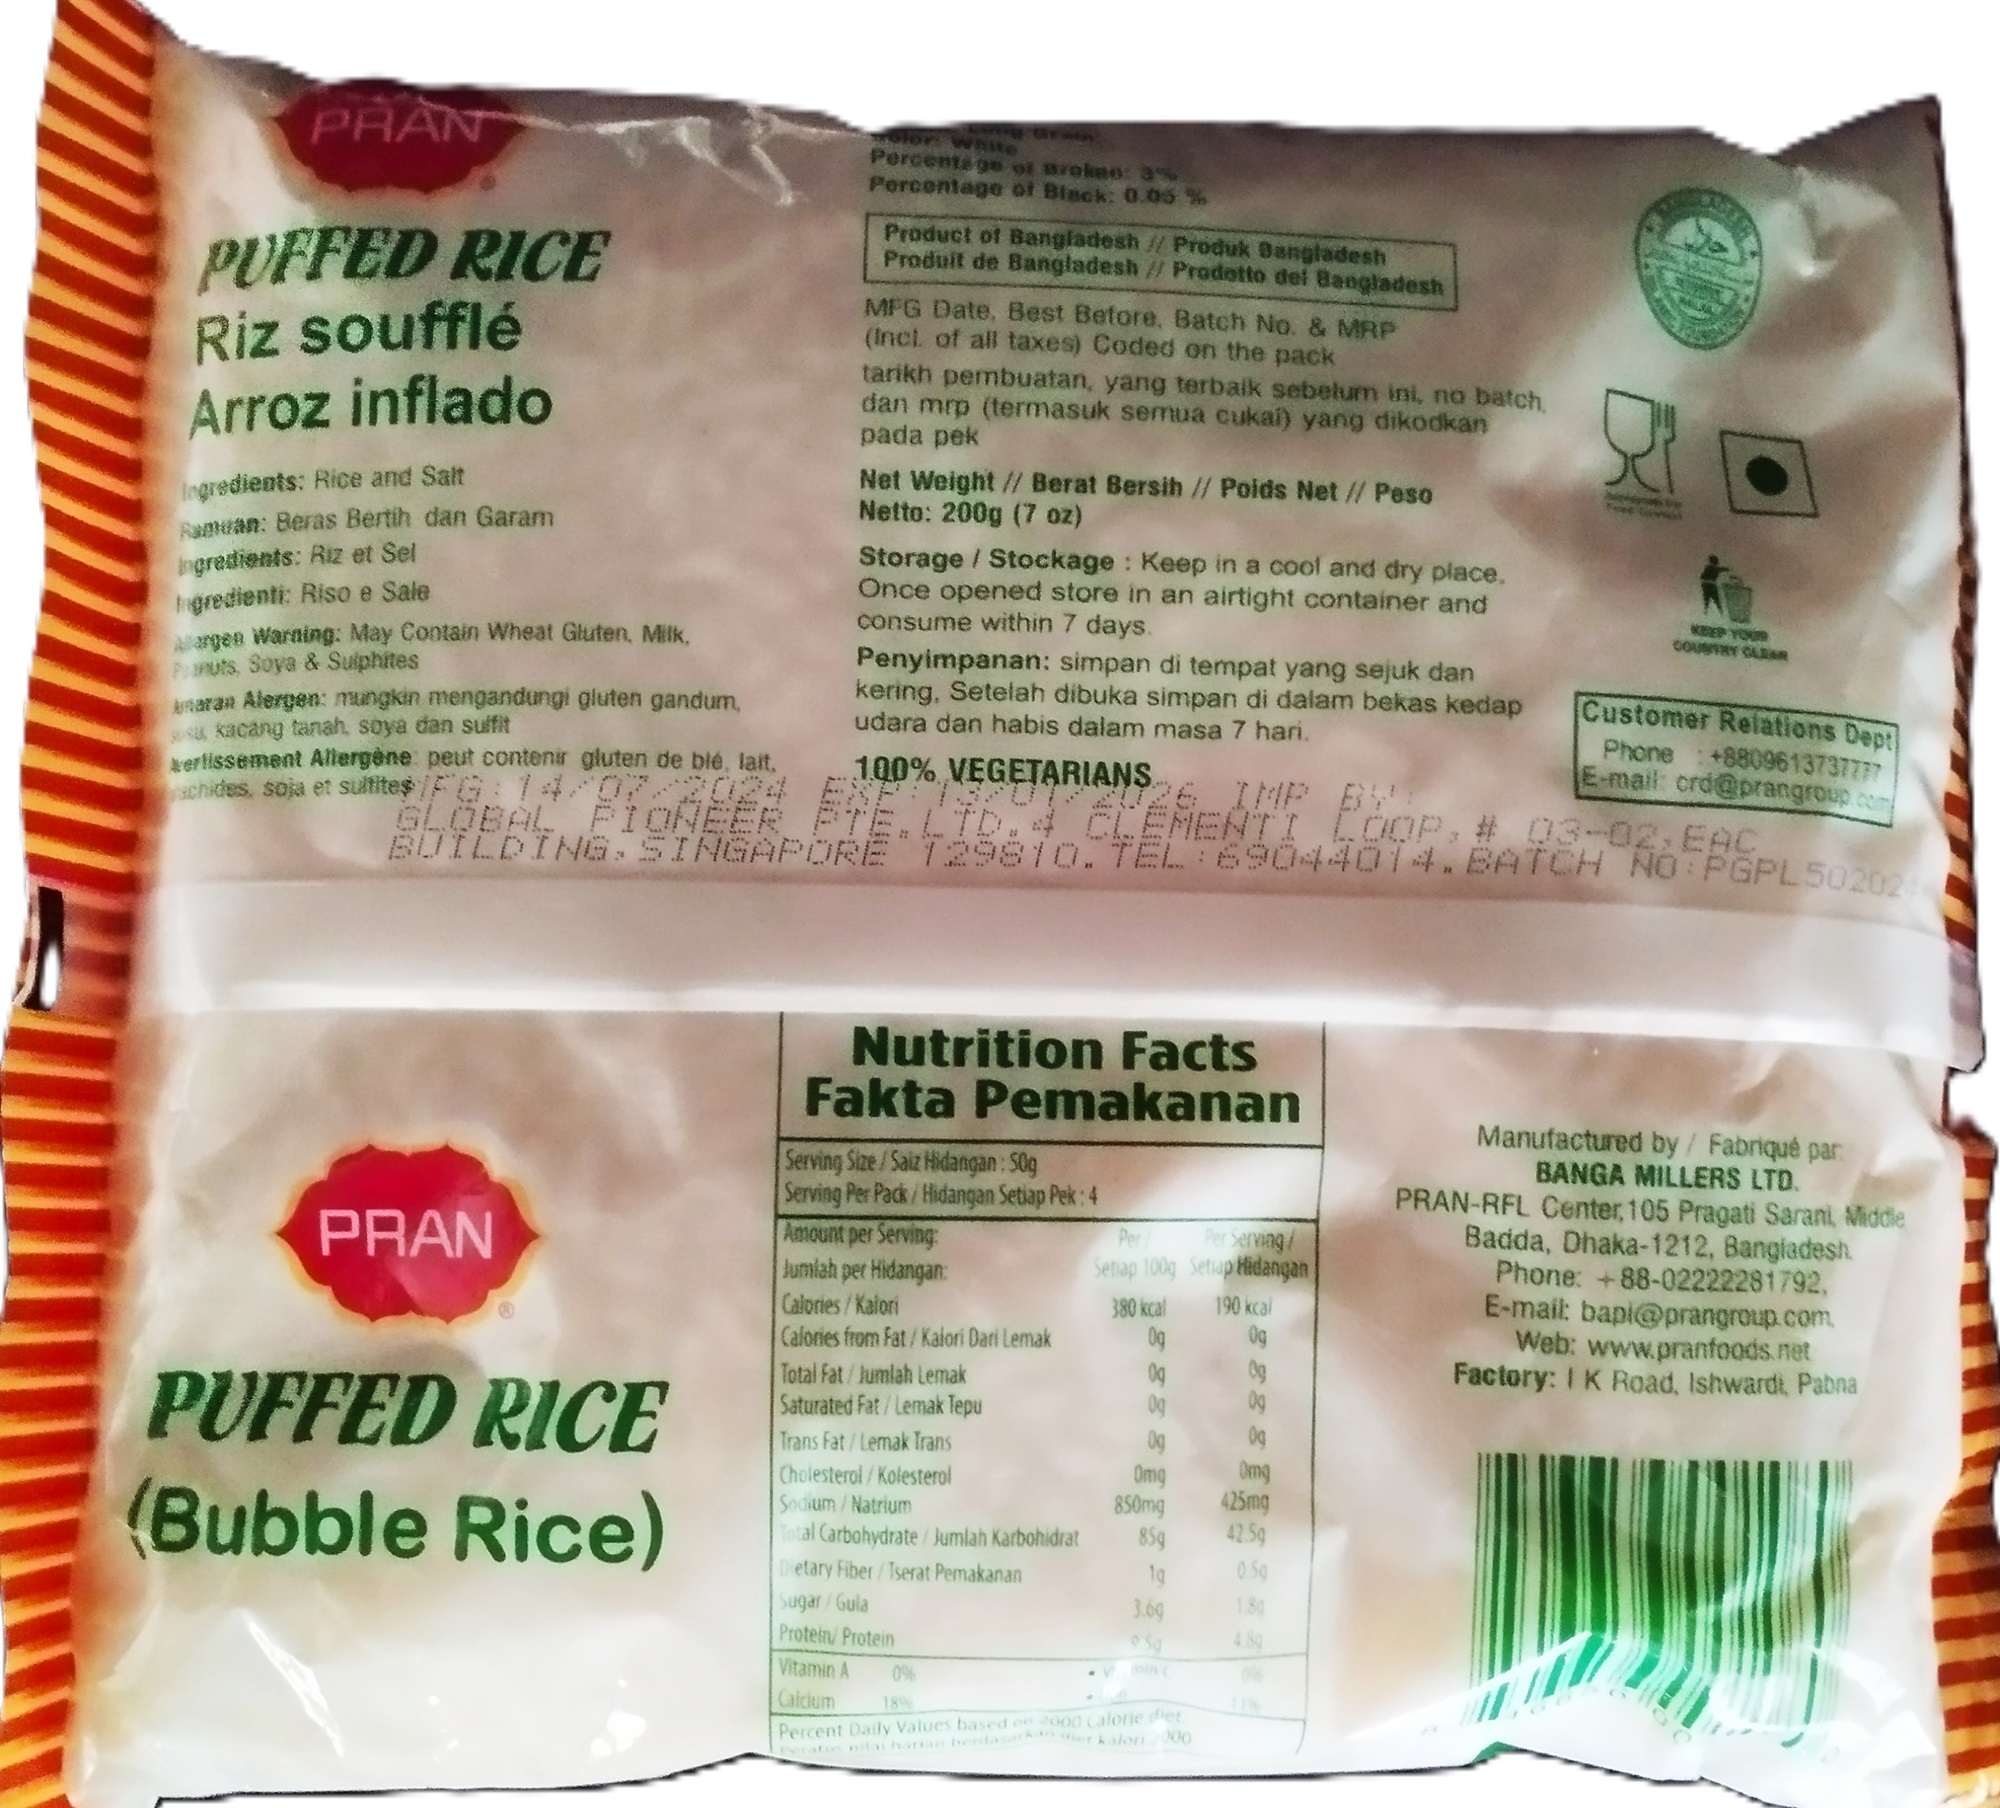 PRAN
PUFFED RICE
Riz soufflé
Arroz inflado
Ingredients: Rice and Salt
Ramuan: Beras Bertih dan Garam
Ingredients: Riz et Sel
Ingredienti: Riso e Sale
Allergen Warning: May Contain Wheat Gluten, Milk,
Peanuts, Soya & Sulphites
Amaran Alergen: mungkin mengandungi gluten gandum,
susu, kacang tanah, soya dan sulfit
Avertissement Allergène: peut contenir gluten de blé, lait,
arachides, soja et sulfites
Color: White
Percentage of Broken: 3%
Percentage of Black: 0.05 %
Product of Bangladesh // Produk Bangladesh
Produit de Bangladesh // Prodotto del Bangladesh
MFG Date, Best Before, Batch No. & MRP
(Incl. of all taxes) Coded on the pack
tarikh pembuatan, yang terbaik sebelum ini, no batch,
dan mrp (termasuk semua cukai) yang dikodkan
pada pek
Net Weight // Berat Bersih // Poids Net // Peso
Netto: 200g (7 oz)
Storage / Stockage : Keep in a cool and dry place.
Once opened store in an airtight container and
consume within 7 days.
Penyimpanan: simpan di tempat yang sejuk dan
kering, Setelah dibuka simpan di dalam bekas kedap
udara dan habis dalam masa 7 hari.
100% VEGETARIANS
KEEP YOUR
COUNTRY CLEAN
Customer Relations Dept
Phone : +8809613737777
E-mail: crd@prangroup.com
MFG: 14/07/2024 EXP: 13/01/2026 IMP BY:
GLOBAL PIONEER PTE. LTD. 4 CLEMENTI LOOP, # 03-02, EAC
BUILDING, SINGAPORE 129810. TEL: 69044014. BATCH NO:
PRAN
®
PUFFED RICE
(Bubble Rice)
Nutrition Facts
Fakta Pemakanan
Serving Size / Saiz Hidangan : 50g
Serving Per Pack / Hidangan Setiap Pek : 4
Amount per Serving: Per / Per Serving /
Jumlah per Hidangan: Setiap 100g Setiap Hidangan
Calories / Kalori 380 kcal 190 kcal
Calories from Fat / Kalori Dari Lemak 0g 0g
Total Fat / Jumlah Lemak 0g 0g
Saturated Fat / Lemak Tepu 0g 0g
Trans Fat / Lemak Trans 0g 0g
Cholesterol / Kolesterol 0mg 0mg
Sodium / Natrium 850mg 425mg
Total Carbohydrate / Jumlah Karbohidrat 85g 42.5g
Dietary Fiber / Tserat Pemakanan 1g 0.5g
Sugar / Gula 3.6g 1.8g
Protein/ Protein 9.5g 4.8g
Vitamin A 0% • Vitamin C 0%
Calcium 18% • 11%
Percent Daily Values based on 2000 Calorie diet
Peratus nilai harian berdasarkan diet kalori 2000
Manufactured by / Fabriqué par:
BANGA MILLERS LTD.
PRAN-RFL Center, 105 Pragati Sarani, Middle
Badda, Dhaka-1212, Bangladesh.
Phone: +88-02222281792,
E-mail: bapi@prangroup.com,
Web: www.pranfoods.net
Factory: I K Road, Ishwardi, Pabna